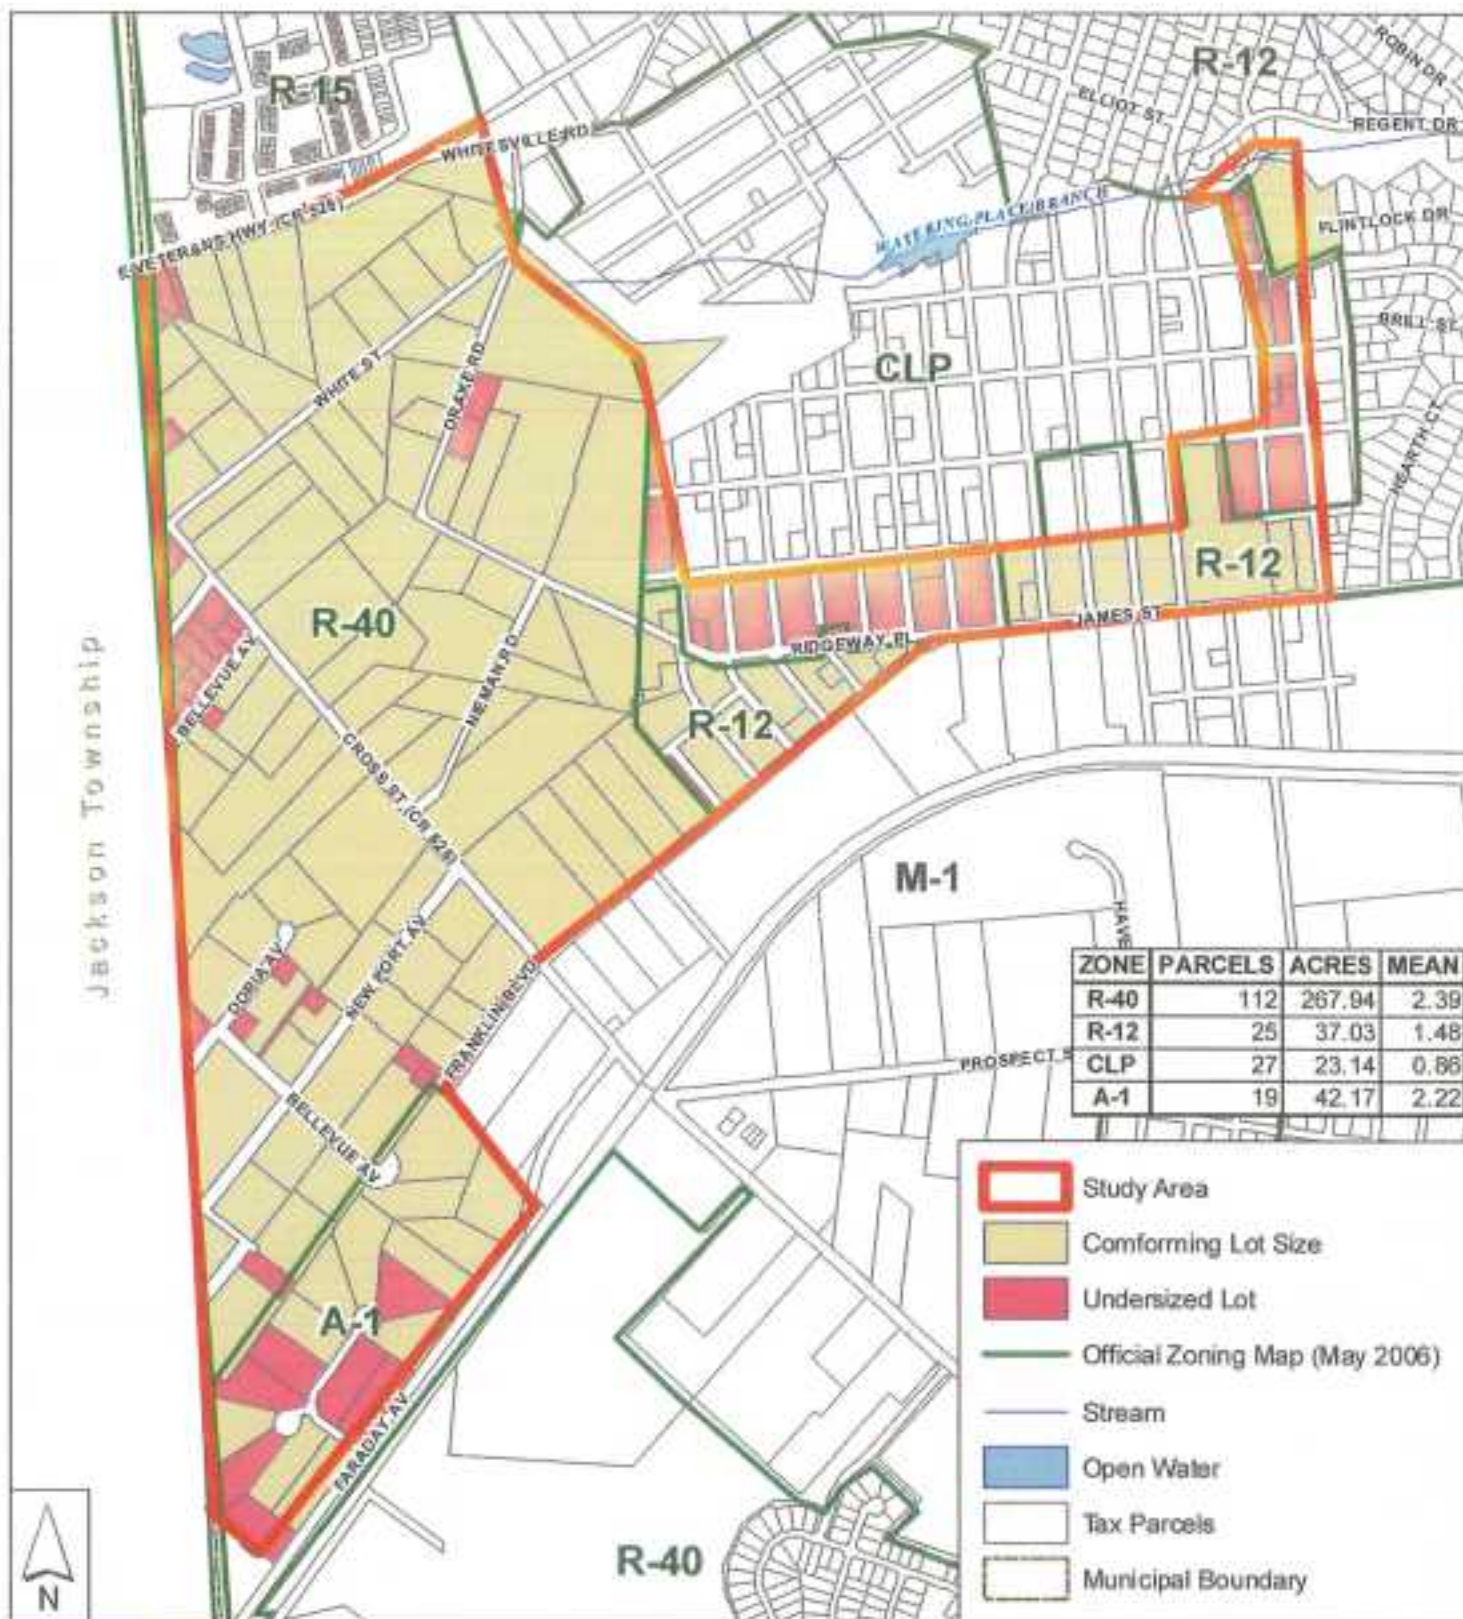 R-15
R-12
ROBIN DR
ELLIOT ST
REGENT DR
WHITESVILLE RD
E VETERANS HWY (CR 528)
WATERING PLACE BRANCH
FLINTLOCK DR
BRILL ST
WHITE ST
DRAKE RD
CLP
HEARTH CT
R-40
R-12
JAMES ST
RIDGEWAY PL
BELLEVUE AV
NIEMAN RD
R-12
CROSS ST (CR 626)
Jackson Township
M-1
HAVE
DORIA AV
NEW PORT AV
FRANKLIN BLVD
PROSPECT S
BELLEVUE AV
A-1
FARADAY AV
R-40
N
ZONE PARCELS ACRES MEAN
R-40 112 267.94 2.39
R-12 25 37.03 1.48
CLP 27 23.14 0.86
A-1 19 42.17 2.22
Study Area
Comforming Lot Size
Undersized Lot
Official Zoning Map (May 2006)
Stream
Open Water
Tax Parcels
Municipal Boundary